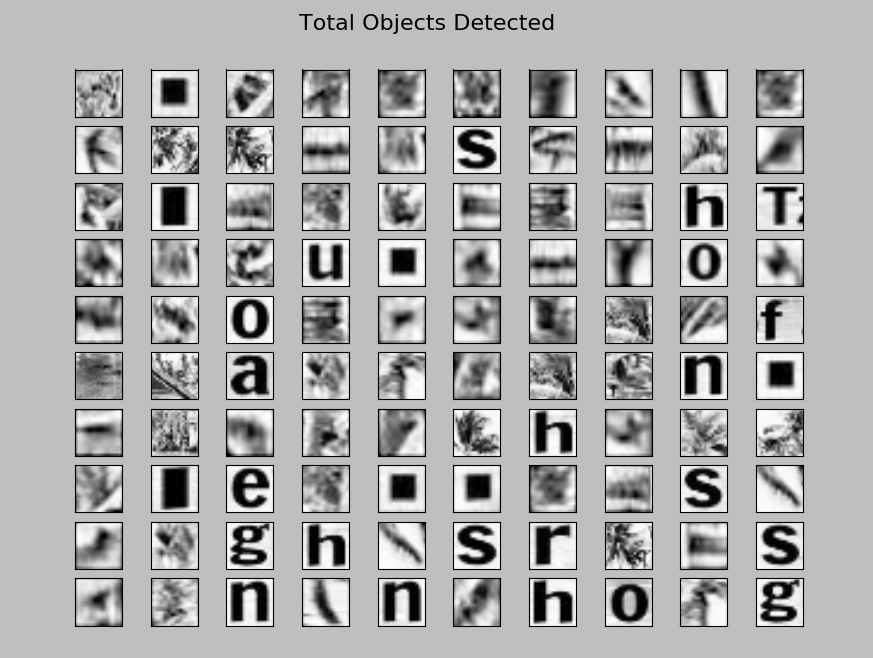 Total Objects Detected
s
h T
u o
o f
a n
h
e s
g h s r s
n n h o g